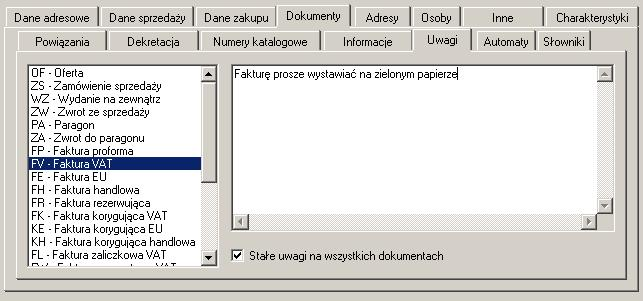 Dane adresowe Dane sprzedaży Dane zakupu Dokumenty Adresy Osoby Inne Charakterystyki
Powiązania Dekretacja Numery katalogowe Informacje Uwagi Automaty Słowniki
OF - Oferta
ZS - Zamówienie sprzedaży
WZ - Wydanie na zewnątrz
ZW - Zwrot ze sprzedaży
PA - Paragon
ZA - Zwrot do paragonu
FP - Faktura proforma
FV - Faktura VAT
FE - Faktura EU
FH - Faktura handlowa
FR - Faktura rezerwująca
FK - Faktura korygująca VAT
KE - Faktura korygująca EU
KH - Faktura korygująca handlowa
FL - Faktura zaliczkowa VAT
Fakturę prosze wystawiać na zielonym papierze
Stałe uwagi na wszystkich dokumentach